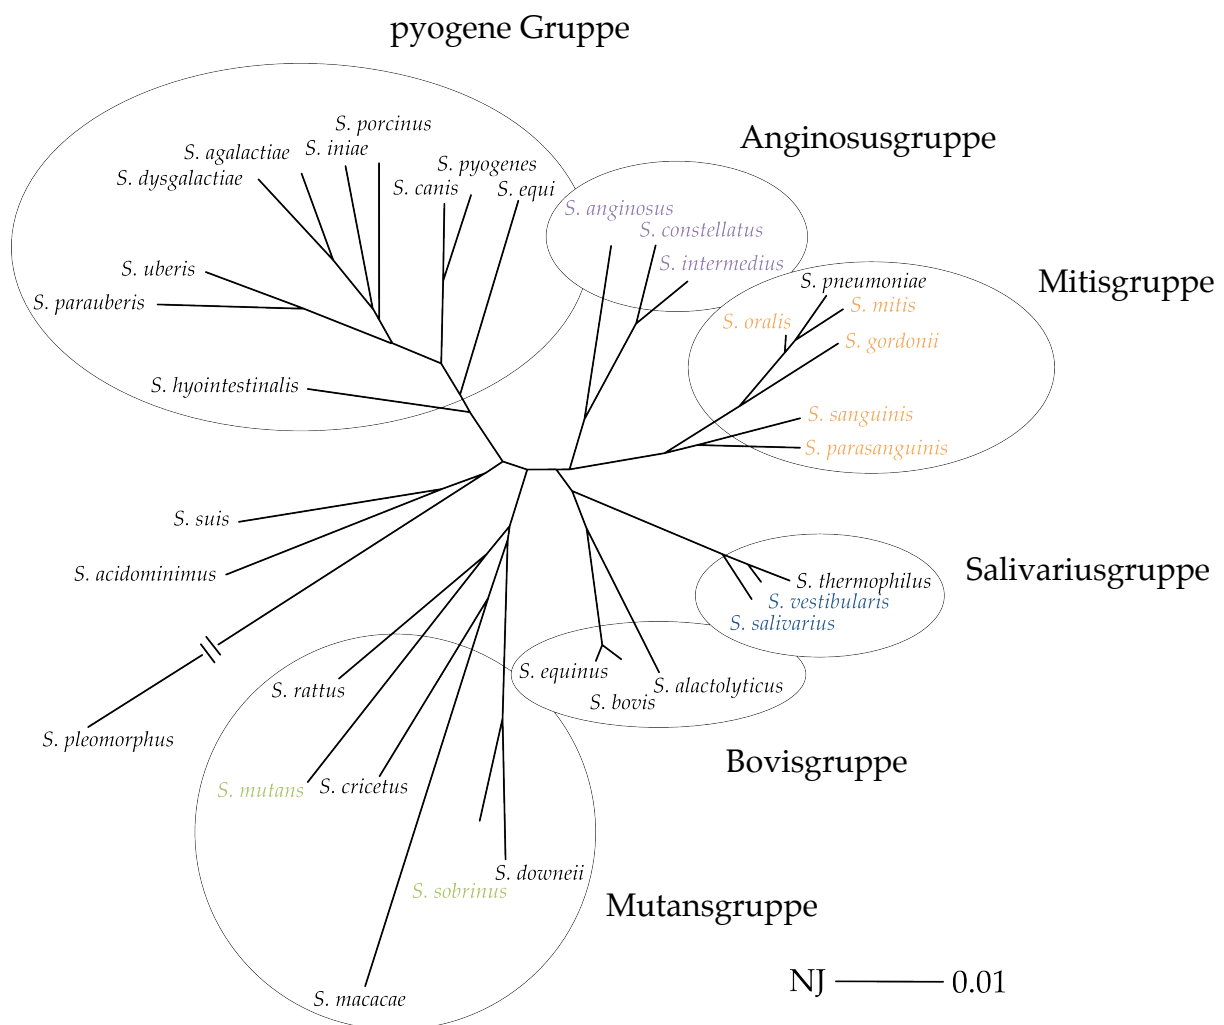 pyogene Gruppe
S. porcinus
S. agalactiae
S. iniae
S. dysgalactiae
S. pyogenes
S. canis
S. equi
S. uberis
S. parauberis
S. hyointestinalis
Anginosusgruppe
S. anginosus
S. constellatus
S. intermedius
Mitisgruppe
S. pneumoniae
S. mitis
S. oralis
S. gordonii
S. sanguinis
S. parasanguinis
S. suis
S. acidominimus
S. pleomorphus
Salivariusgruppe
S. thermophilus
S. vestibularis
S. salivarius
S. equinus
S. alactolyticus
S. bovis
Bovisgruppe
S. rattus
S. mutans
S. cricetus
S. downeii
S. sobrinus
Mutansgruppe
S. macacae
NJ 0.01